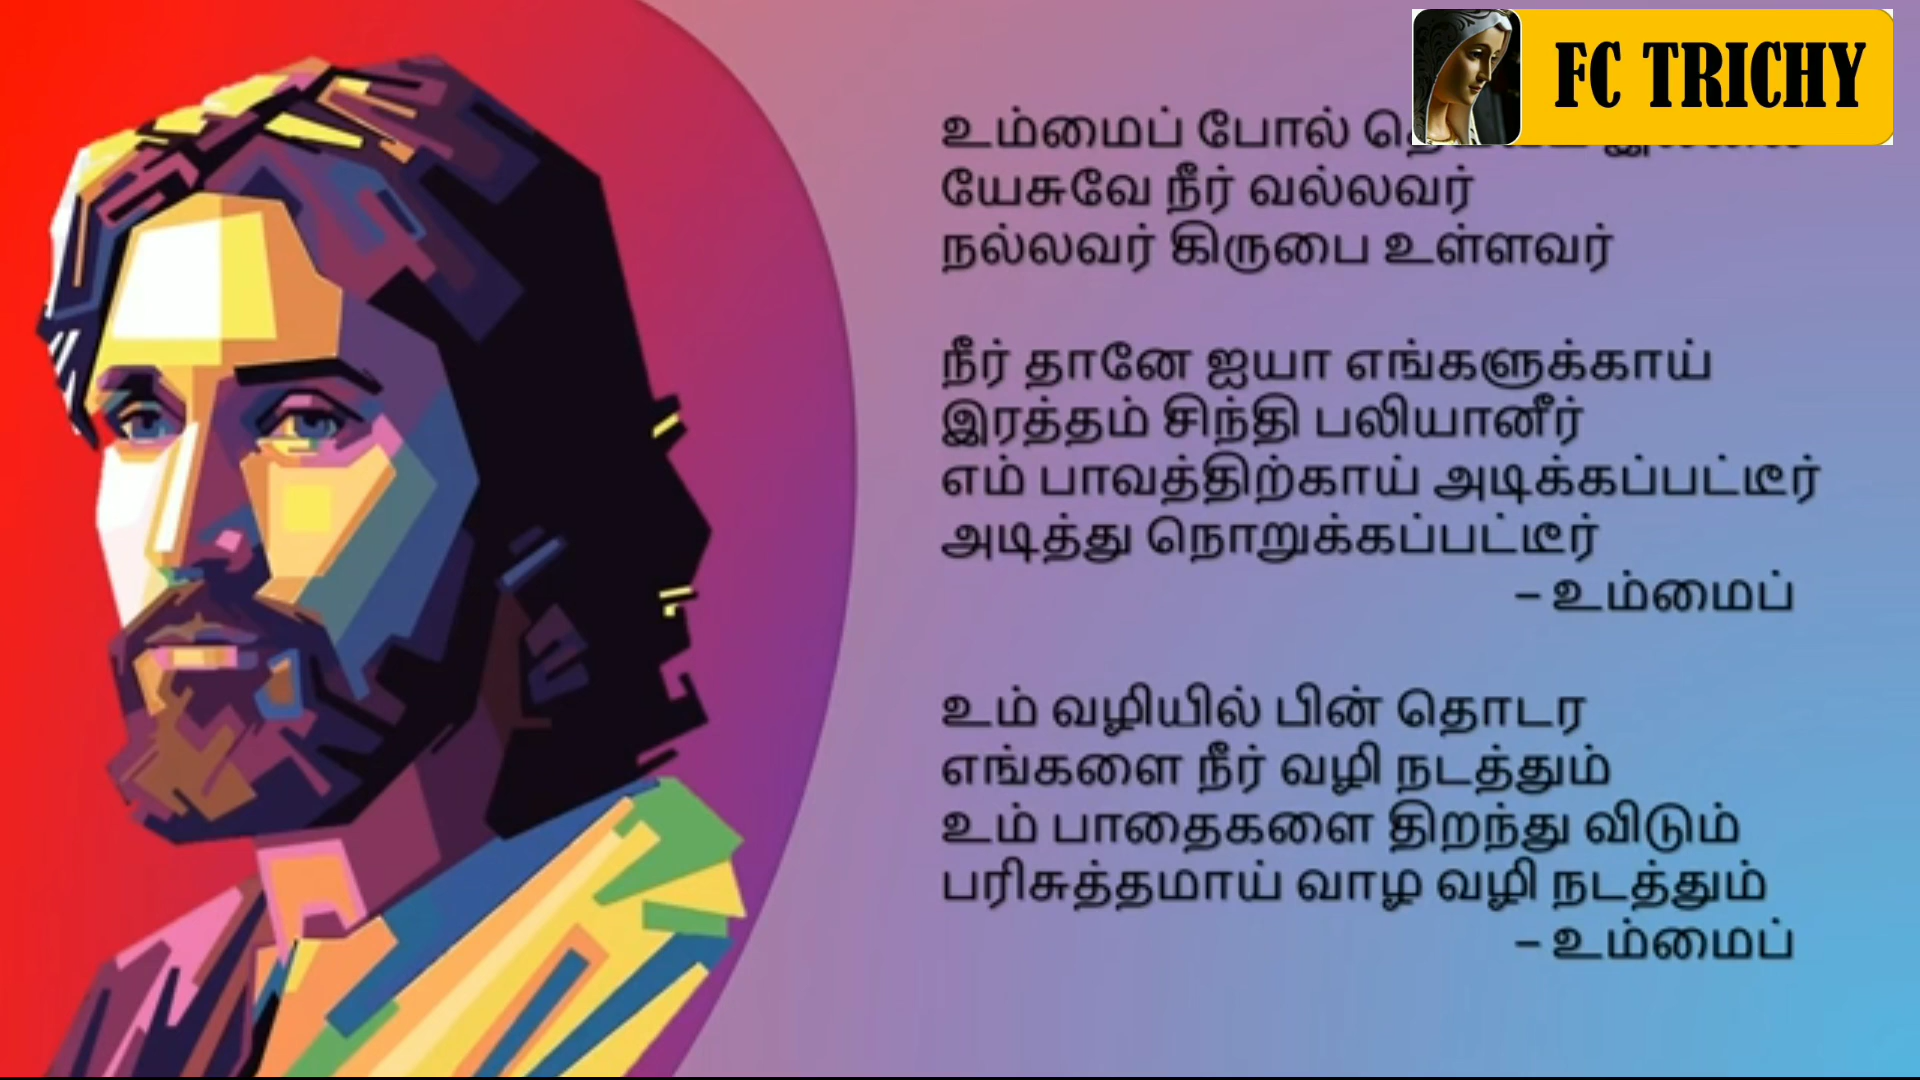 FC TRICHY
உம்மைப் போல்
யேசுவே நீர் வல்லவர்
நல்லவர் கிருபை உள்ளவர்
நீர் தானே ஐயா எங்களுக்காய்
இரத்தம் சிந்தி பலியானீர்
எம் பாவத்திற்காய் அடிக்கப்பட்டீர்
அடித்து நொறுக்கப்பட்டீர்
– உம்மைப்
உம் வழியில் பின் தொடர
எங்களை நீர் வழி நடத்தும்
உம் பாதைகளை திறந்து விடும்
பரிசுத்தமாய் வாழ வழி நடத்தும்
– உம்மைப்